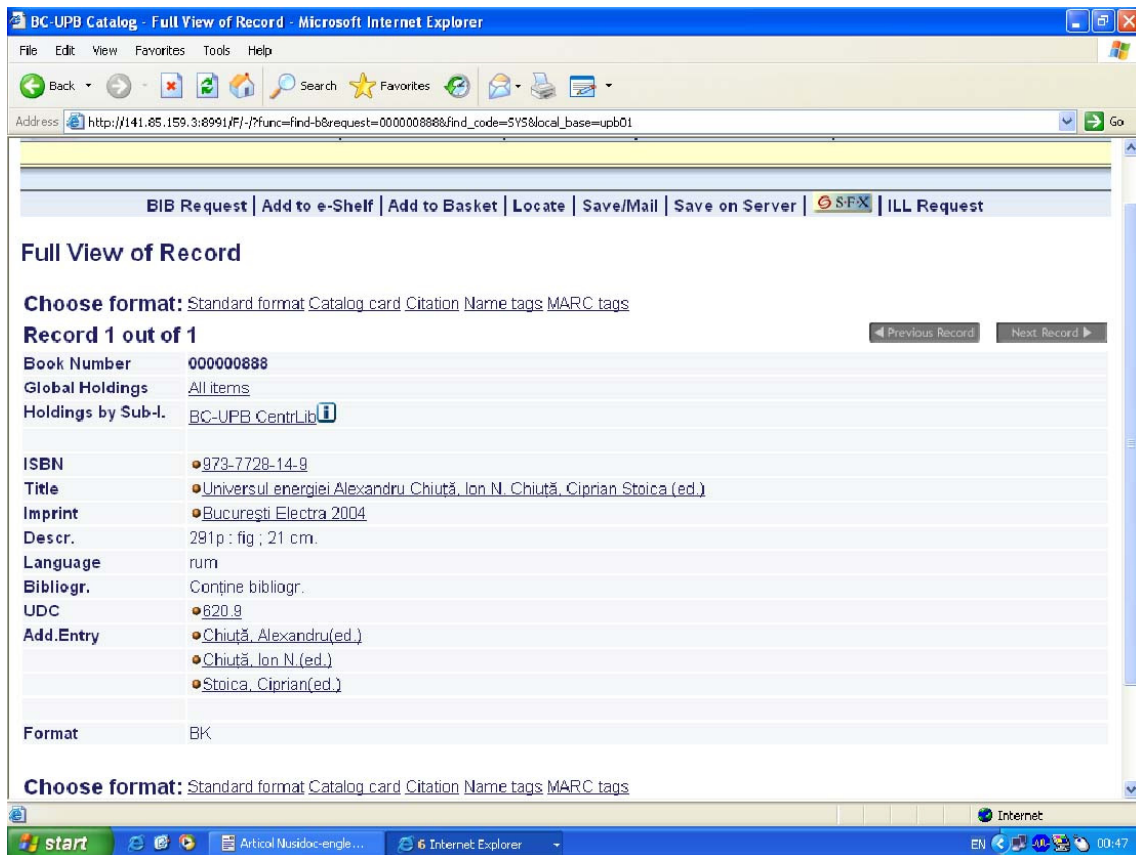 BC-UPB Catalog - Full View of Record - Microsoft Internet Explorer
File Edit View Favorites Tools Help
Back Search Favorites
Address http://141.85.159.3:8991/F/-/?func=find-b&request=000000888&find_code=SYS&local_base=upb01 Go
BIB Request | Add to e-Shelf | Add to Basket | Locate | Save/Mail | Save on Server | S·F·X | ILL Request
Full View of Record
Choose format: Standard format Catalog card Citation Name tags MARC tags
Record 1 out of 1 Previous Record Next Record
Book Number 000000888
Global Holdings All items
Holdings by Sub-l. BC-UPB CentrLib i
ISBN 973-7728-14-9
Title Universul energiei Alexandru Chiuţă, Ion N. Chiuţă, Ciprian Stoica (ed.)
Imprint Bucureşti Electra 2004
Descr. 291p : fig ; 21 cm.
Language rum
Bibliogr. Conţine bibliogr.
UDC 620.9
Add.Entry Chiuţă, Alexandru(ed.)
Chiuţă, Ion N.(ed.)
Stoica, Ciprian(ed.)
Format BK
Choose format: Standard format Catalog card Citation Name tags MARC tags
Internet
start Articol Nusidoc-engle... 6 Internet Explorer EN 00:47